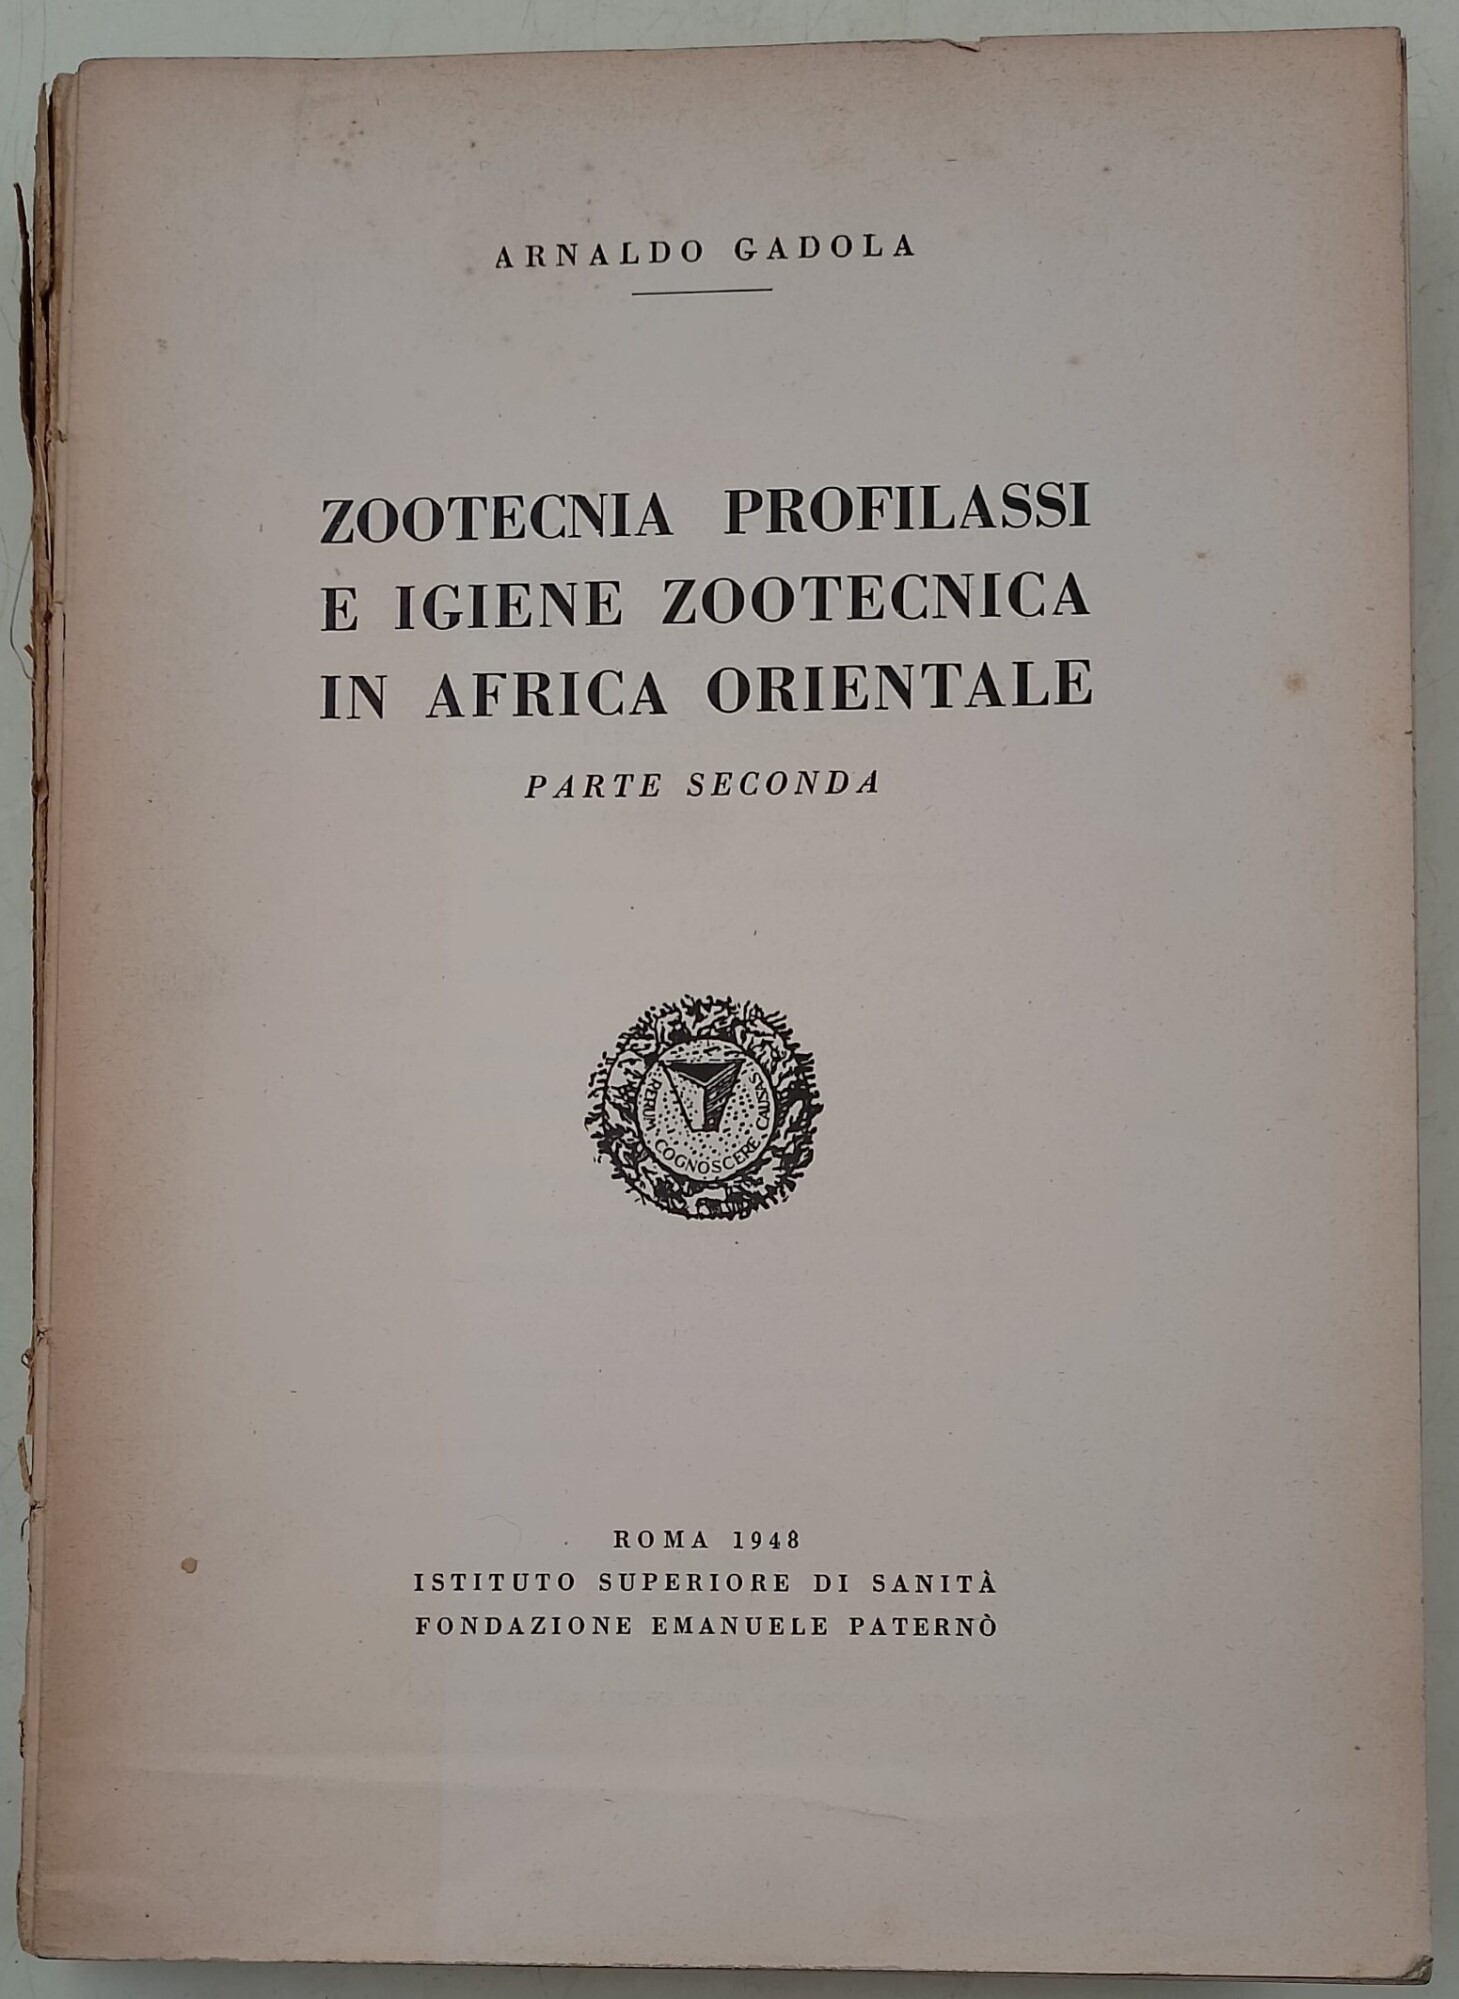 ARNALDO GADOLA
ZOOTECNIA PROFILASSI
E IGIENE ZOOTECNICA
IN AFRICA ORIENTALE
PARTE SECONDA
RERUM COGNOSCERE CAUSAS
ROMA 1948
ISTITUTO SUPERIORE DI SANITÀ
FONDAZIONE EMANUELE PATERNÒ